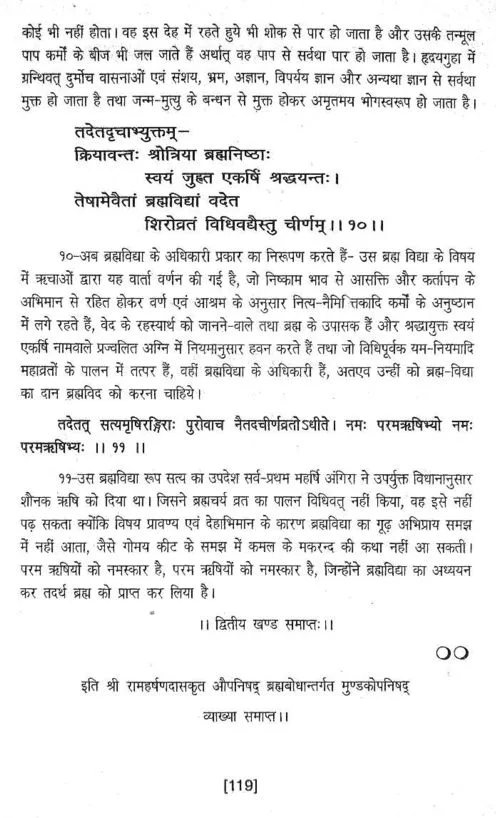 कोई भी नहीं होता। वह इस देह में रहते हुये भी शोक से पार हो जाता है और उसकी तन्मूल
पाप कर्मों के बीज भी जल जाते हैं अर्थात् वह पाप से सर्वथा पार हो जाता है। हृदयगुहा में
ग्रन्थिवत् दुर्मोच वासनाओं एवं संशय, भ्रम, अज्ञान, विपर्यय ज्ञान और अन्यथा ज्ञान से सर्वथा
मुक्त हो जाता है तथा जन्म-मुत्यु के बन्धन से मुक्त होकर अमृतमय भोगस्वरूप हो जाता है।
तदेतदृचाभ्युक्तम्–
क्रियावन्तः श्रोत्रिया ब्रह्मनिष्ठाः
स्वयं जुह्वत एकर्षि श्रद्धयन्तः।
तेषामेवैतां ब्रह्मविद्यां वदेत
शिरोव्रतं विधिवद्यैस्तु चीर्णम्।। १०।।
१०-अब ब्रह्मविद्या के अधिकारी प्रकार का निरूपण करते हैं- उस ब्रह्म विद्या के विषय
में ऋचाओं द्वारा यह वार्ता वर्णन की गई है, जो निष्काम भाव से आसक्ति और कर्तापन के
अभिमान से रहित होकर वर्ण एवं आश्रम के अनुसार नित्य-नैमित्तिकादि कर्मों के अनुष्ठान
में लगे रहते हैं, वेद के रहस्यार्थ को जानने-वाले तथा ब्रह्म के उपासक हैं और श्रद्धायुक्त स्वयं
एकर्षि नामवाले प्रज्वलित अग्नि में नियमानुसार हवन करते हैं तथा जो विधिपूर्वक यम-नियमादि
महाव्रतों के पालन में तत्पर हैं, वहीं ब्रह्मविद्या के अधिकारी हैं, अतएव उन्हीं को ब्रह्म-विद्या
का दान ब्रह्मविद को करना चाहिये।
तदेतत् सत्यमृषिरङ्गिराः पुरोवाच नैतदचीर्णव्रतोऽधीते। नमः परमऋषिभ्यो नमः
परमऋषिभ्यः ।। ११ ।।
११-उस ब्रह्मविद्या रूप सत्य का उपदेश सर्व-प्रथम महर्षि अंगिरा ने उपर्युक्त विधानानुसार
शौनक ऋषि को दिया था। जिसने ब्रह्मचर्य व्रत का पालन विधिवत् नहीं किया, वह इसे नहीं
पढ़ सकता क्योंकि विषय प्रावण्य एवं देहाभिमान के कारण ब्रह्मविद्या का गूढ़ अभिप्राय समझ
में नहीं आता, जैसे गोमय कीट के समझ में कमल के मकरन्द की कथा नहीं आ सकती।
परम ऋषियों को नमस्कार है, परम ऋषियों को नमस्कार है, जिन्होंने ब्रह्मविद्या का अध्ययन
कर तदर्थ ब्रह्म को प्राप्त कर लिया है।
।। द्वितीय खण्ड समाप्तः।।
इति श्री रामहर्षणदासकृत औपनिषद् ब्रह्मबोधान्तर्गत मुण्डकोपनिषद्
व्याख्या समाप्त।।
[119]